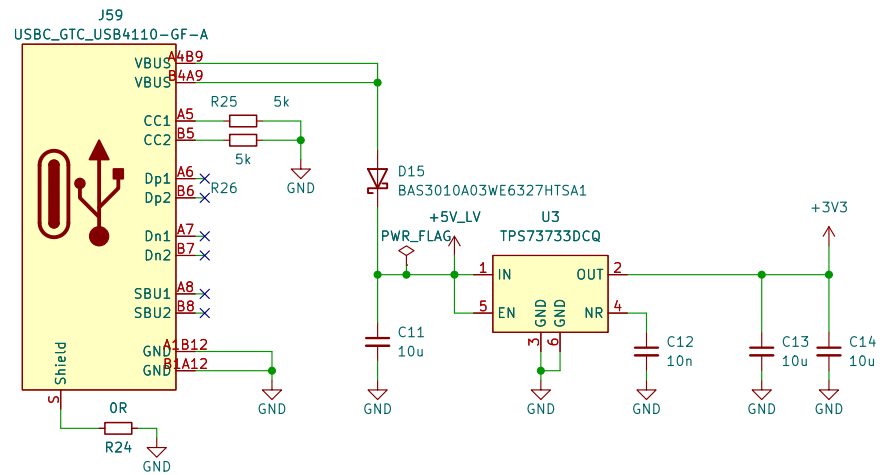 J59
USBC_GTC_USB4110-GF-A
VBUS A4B9
VBUS B4A9
CC1 A5
CC2 B5
R25 5k
5k
R26
GND
Dp1 A6
Dp2 B6
Dn1 A7
Dn2 B7
SBU1 A8
SBU2 B8
GND A1B12
GND B1A12
GND
Shield
S
0R
R24
GND
D15
BAS3010A03WE6327HTSA1
+5V_LV
PWR_FLAG
C11
10u
GND
U3
TPS73733DCQ
1 IN OUT 2
5 EN NR 4
GND GND
3 6
GND
C12
10n
GND
+3V3
C13
10u
GND
C14
10u
GND